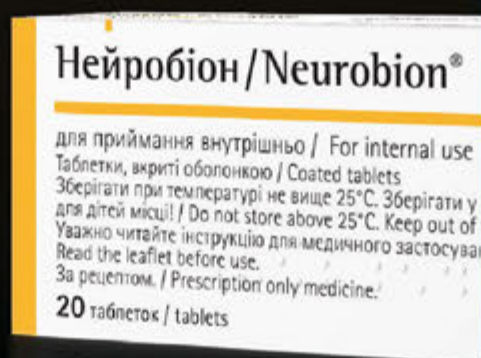 Нейробіон / Neurobion®
для приймання внутрішньо / For internal use
Таблетки, вкриті оболонкою / Coated tablets
Зберігати при температурі не вище 25°C. Зберігати у
для дітей місці! / Do not store above 25°C. Keep out of
Уважно читайте інструкцію для медичного застосуван
Read the leaflet before use.
За рецептом. / Prescription only medicine.
20 таблеток / tablets